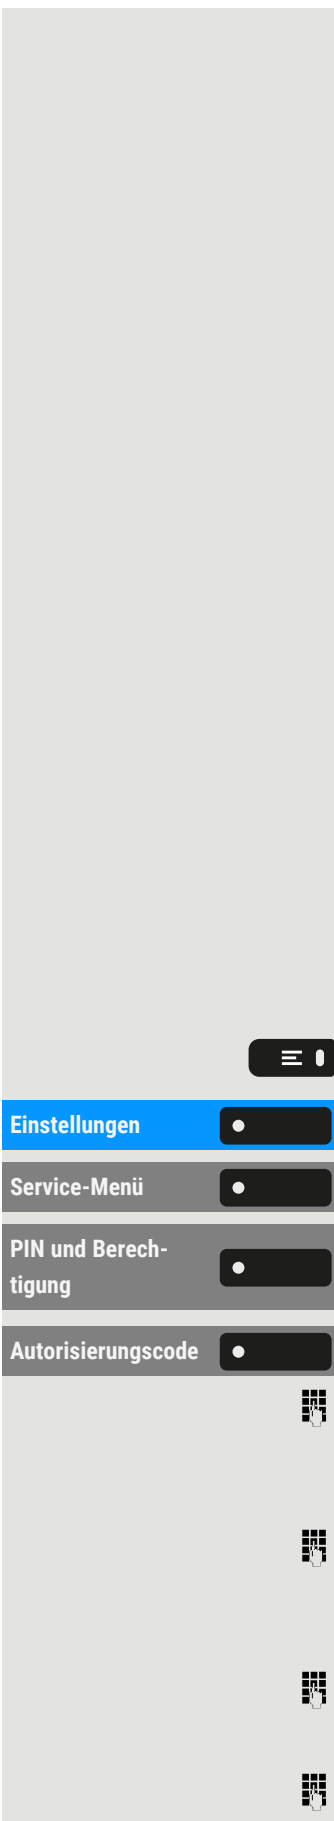 Einstellungen
Service-Menü
PIN und Berech-
tigung
Autorisierungscode